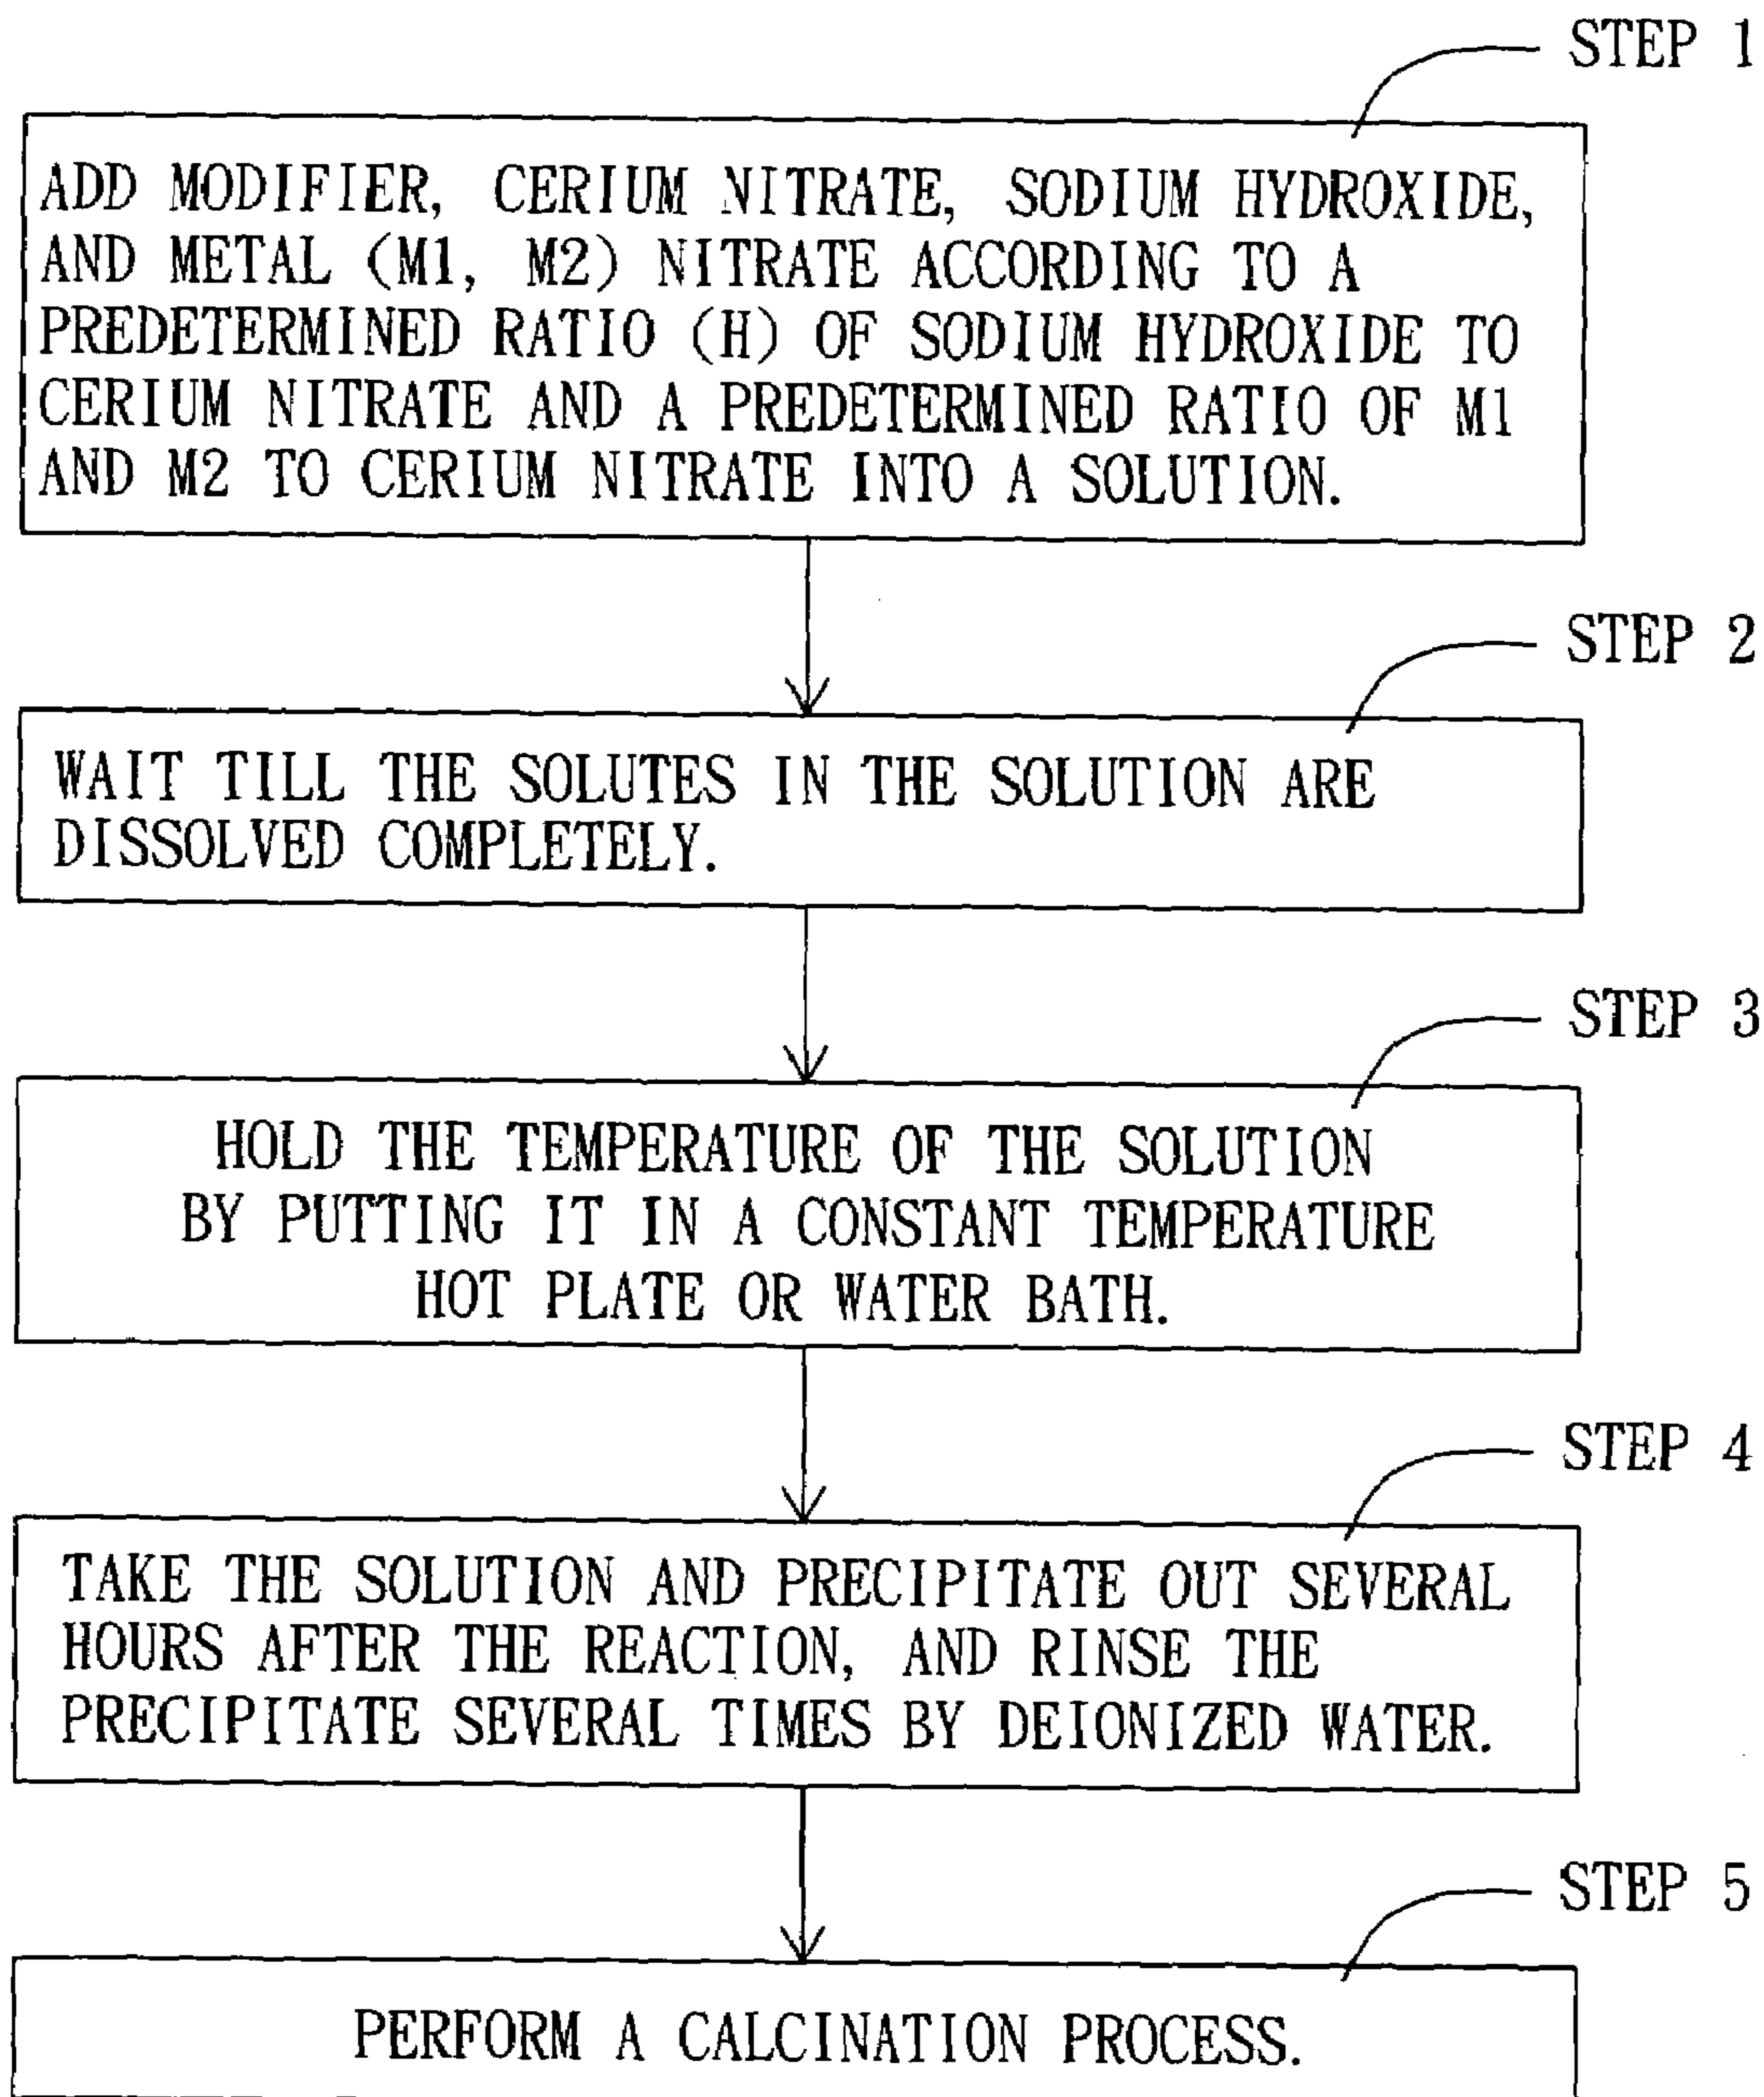 STEP 1
ADD MODIFIER, CERIUM NITRATE, SODIUM HYDROXIDE,
AND METAL (M1, M2) NITRATE ACCORDING TO A
PREDETERMINED RATIO (H) OF SODIUM HYDROXIDE TO
CERIUM NITRATE AND A PREDETERMINED RATIO OF M1
AND M2 TO CERIUM NITRATE INTO A SOLUTION.
STEP 2
WAIT TILL THE SOLUTES IN THE SOLUTION ARE
DISSOLVED COMPLETELY.
STEP 3
HOLD THE TEMPERATURE OF THE SOLUTION
BY PUTTING IT IN A CONSTANT TEMPERATURE
HOT PLATE OR WATER BATH.
STEP 4
TAKE THE SOLUTION AND PRECIPITATE OUT SEVERAL
HOURS AFTER THE REACTION, AND RINSE THE
PRECIPITATE SEVERAL TIMES BY DEIONIZED WATER.
STEP 5
PERFORM A CALCINATION PROCESS.